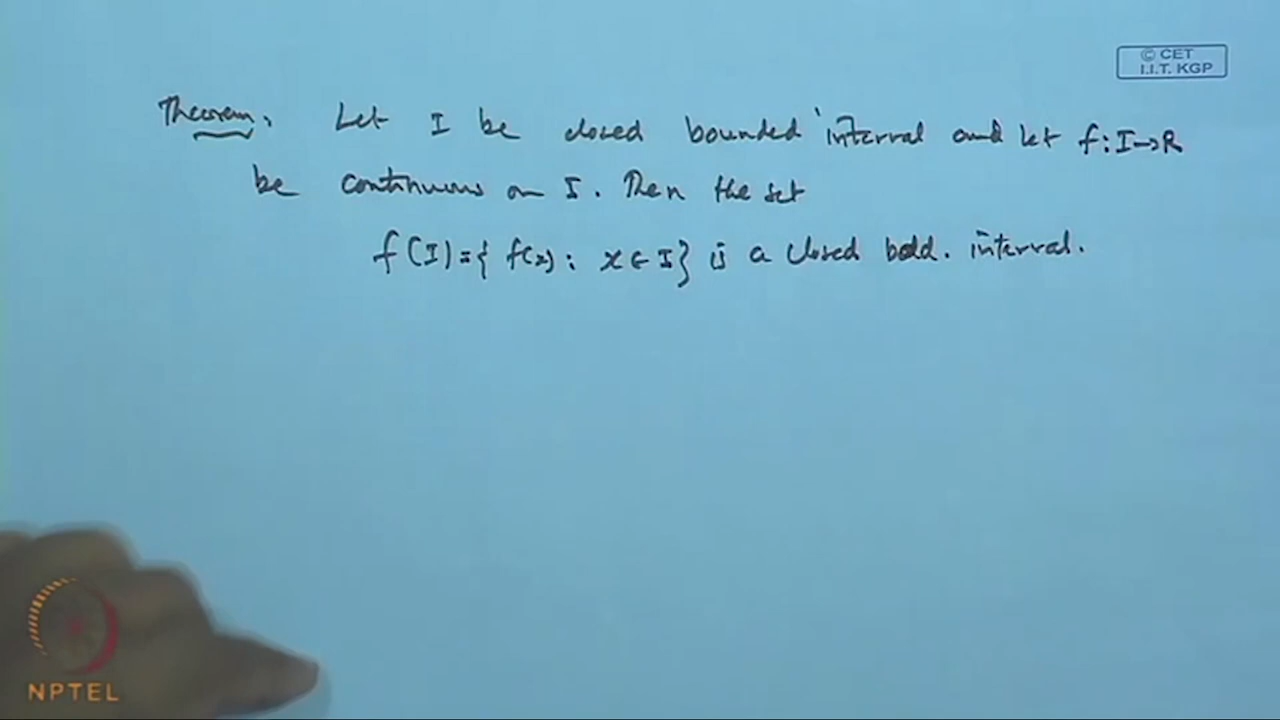 © CET
I.I.T. KGP
Theorem. Let I be closed bounded interval and let f: I→R
be continuous on I. Then the set
f(I) = { f(x) : x ∈ I } is a closed bdd. interval.
NPTEL